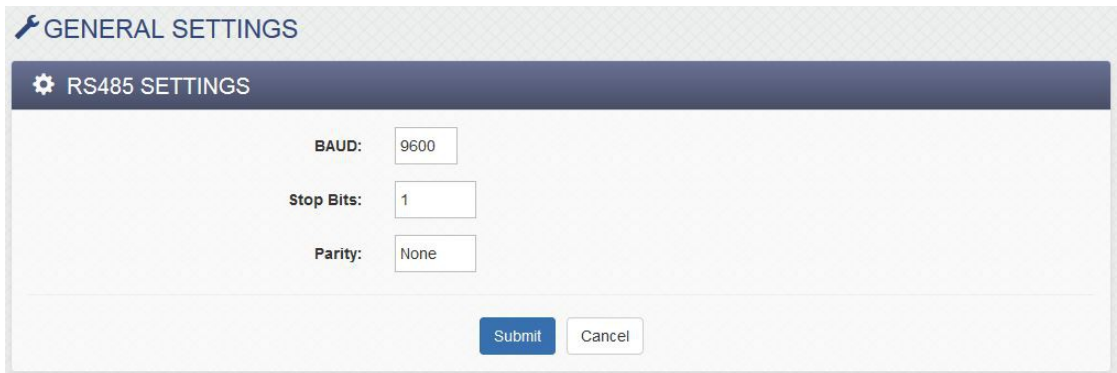 GENERAL SETTINGS
RS485 SETTINGS
BAUD: 9600
Stop Bits: 1
Parity: None
Submit Cancel